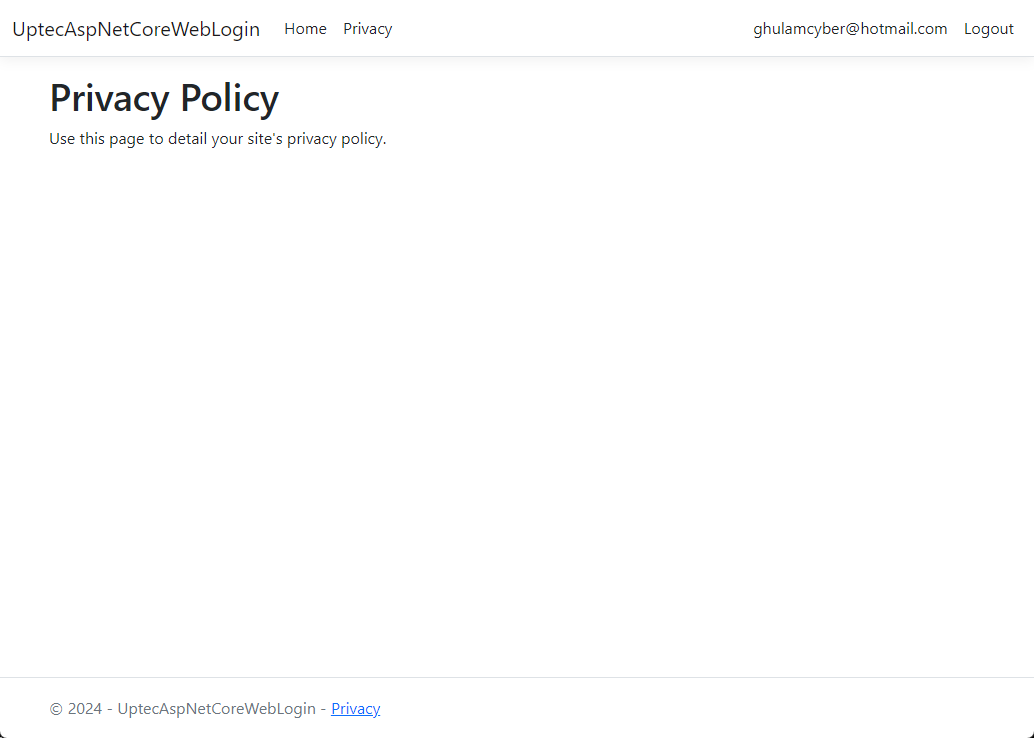 UptecAspNetCoreWebLogin Home Privacy ghulamcyber@hotmail.com Logout
Privacy Policy
Use this page to detail your site's privacy policy.
© 2024 - UptecAspNetCoreWebLogin - Privacy